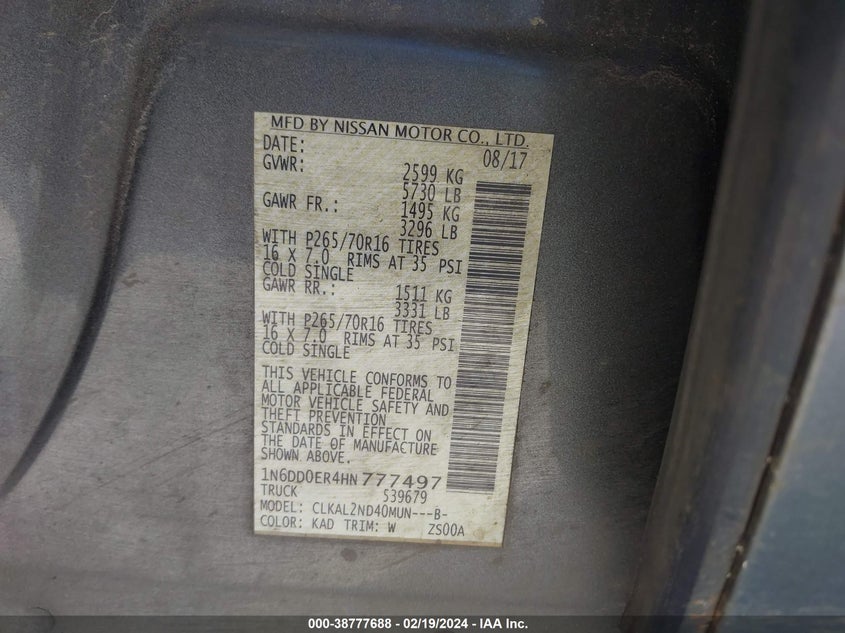 MFD BY NISSAN MOTOR CO., LTD.
DATE: 08/17
GVWR: 2599 KG
5730 LB
GAWR FR.: 1495 KG
3296 LB
WITH P265/70R16 TIRES
16 X 7.0 RIMS AT 35 PSI
COLD SINGLE
GAWR RR.: 1511 KG
3331 LB
WITH P265/70R16 TIRES
16 X 7.0 RIMS AT 35 PSI
COLD SINGLE
THIS VEHICLE CONFORMS TO
ALL APPLICABLE FEDERAL
MOTOR VEHICLE SAFETY AND
THEFT PREVENTION
STANDARDS IN EFFECT ON
THE DATE OF MANUFACTURE
SHOWN ABOVE.
1N6DD0ER4HN777497
TRUCK 539679
MODEL: CLKAL2ND40MUN---B-
COLOR: KAD TRIM: W ZS00A
000-38777688 - 02/19/2024 - IAA Inc.